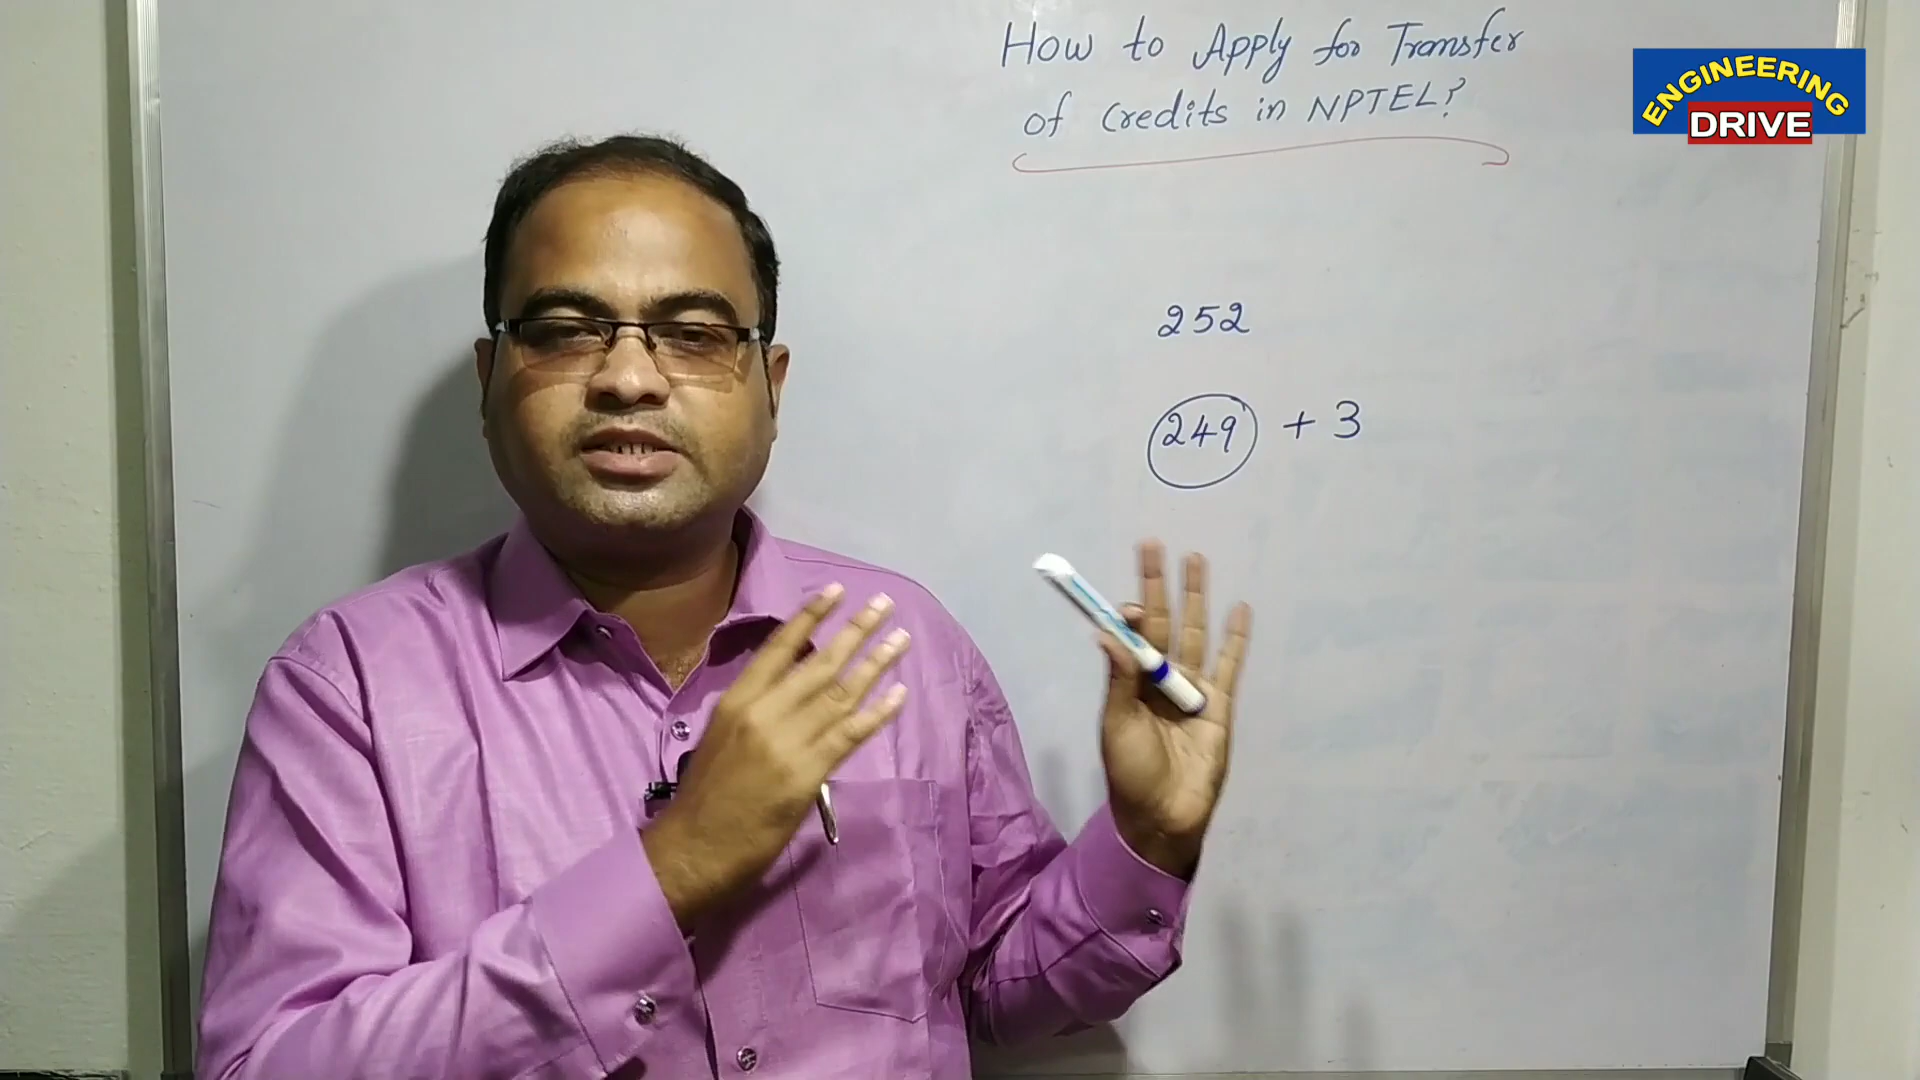 How to Apply for Transfer
of Credits in NPTEL?
ENGINEERING
DRIVE
252
249 + 3